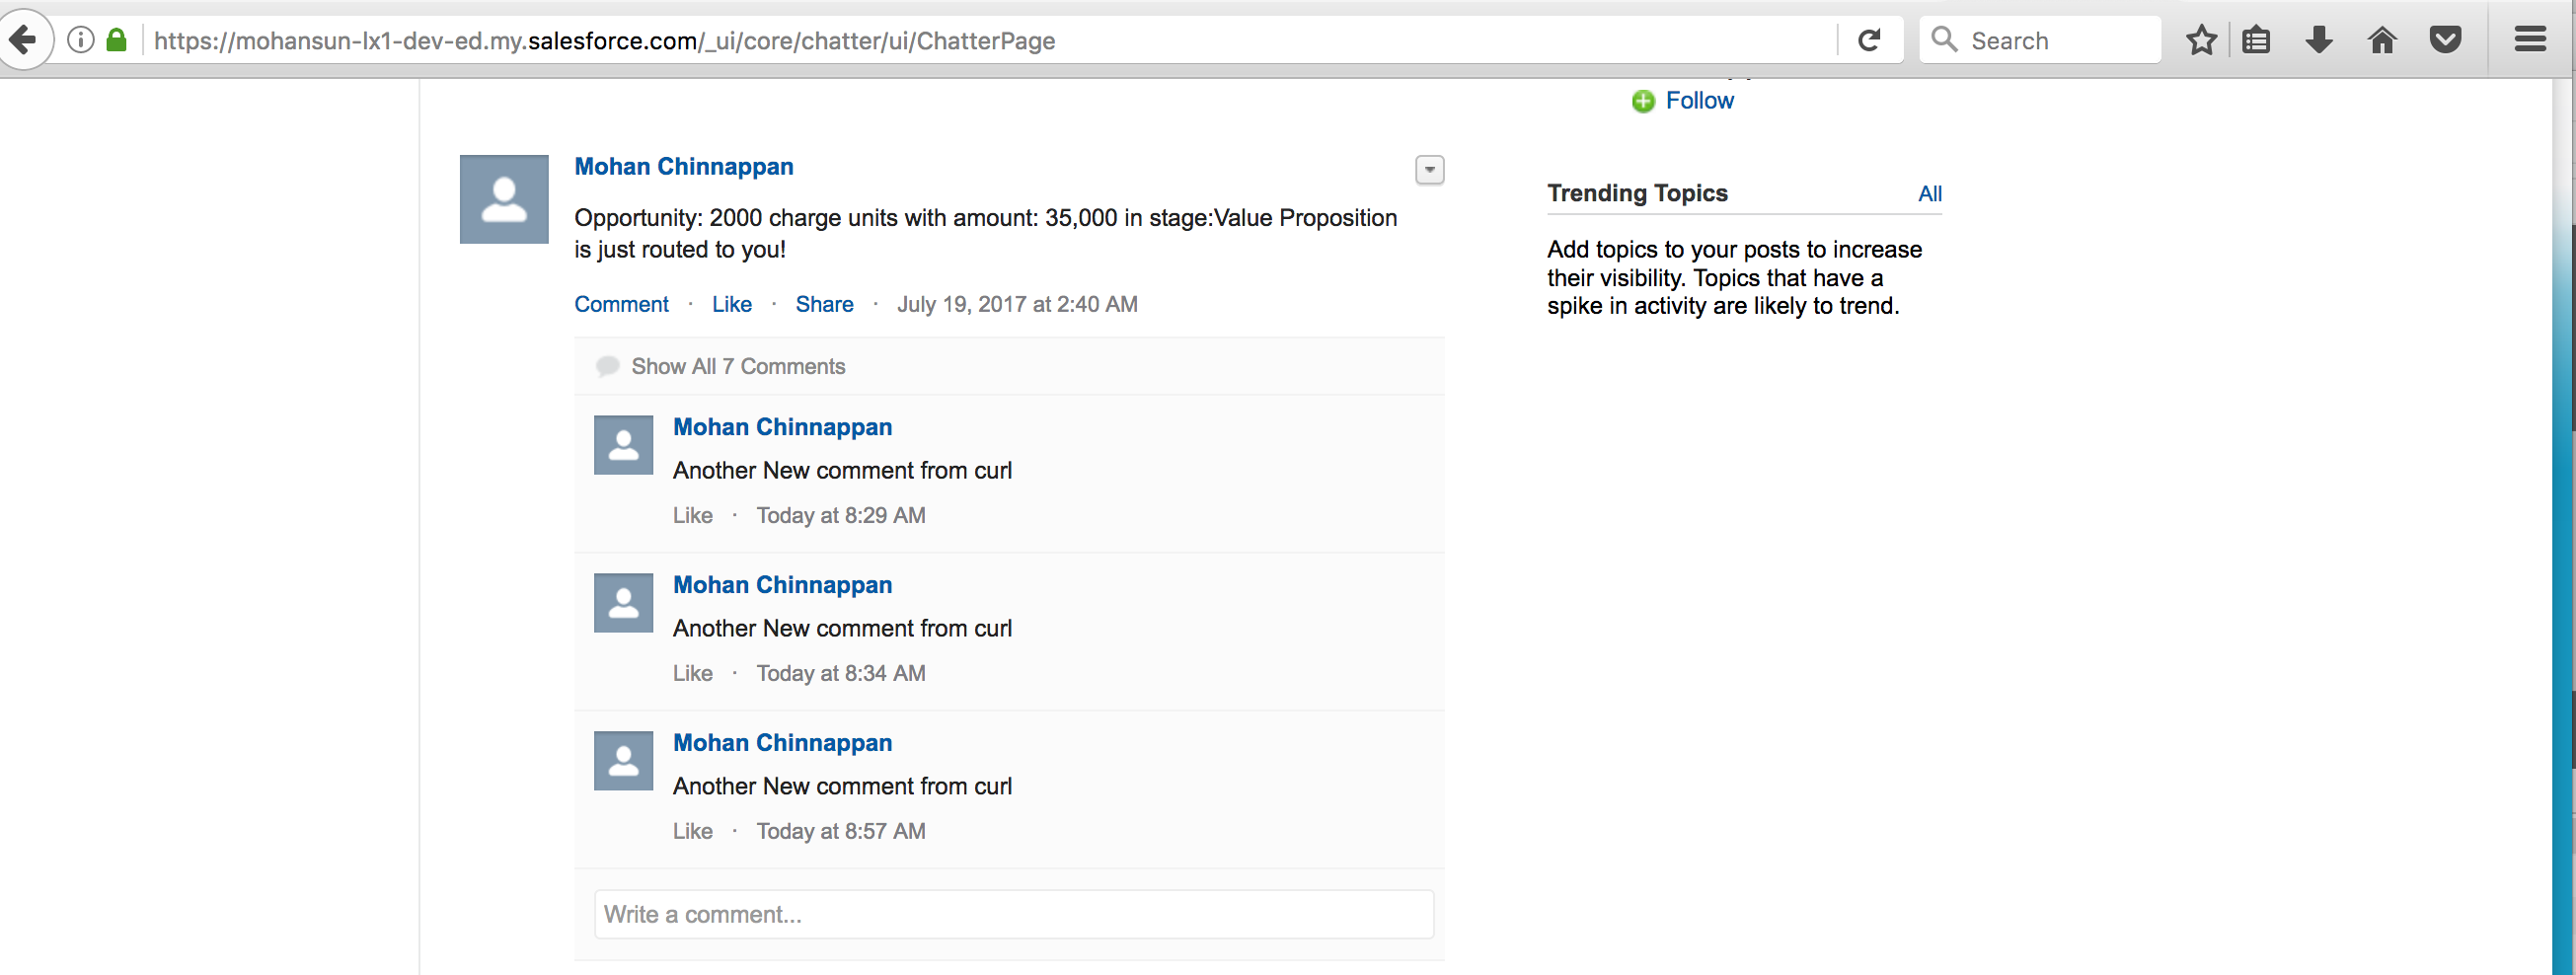 https://mohansun-lx1-dev-ed.my.salesforce.com/_ui/core/chatter/ui/ChatterPage
Search
Follow
Mohan Chinnappan
Opportunity: 2000 charge units with amount: 35,000 in stage:Value Proposition
is just routed to you!
Comment · Like · Share · July 19, 2017 at 2:40 AM
Show All 7 Comments
Mohan Chinnappan
Another New comment from curl
Like · Today at 8:29 AM
Mohan Chinnappan
Another New comment from curl
Like · Today at 8:34 AM
Mohan Chinnappan
Another New comment from curl
Like · Today at 8:57 AM
Write a comment...
Trending Topics All
Add topics to your posts to increase
their visibility. Topics that have a
spike in activity are likely to trend.